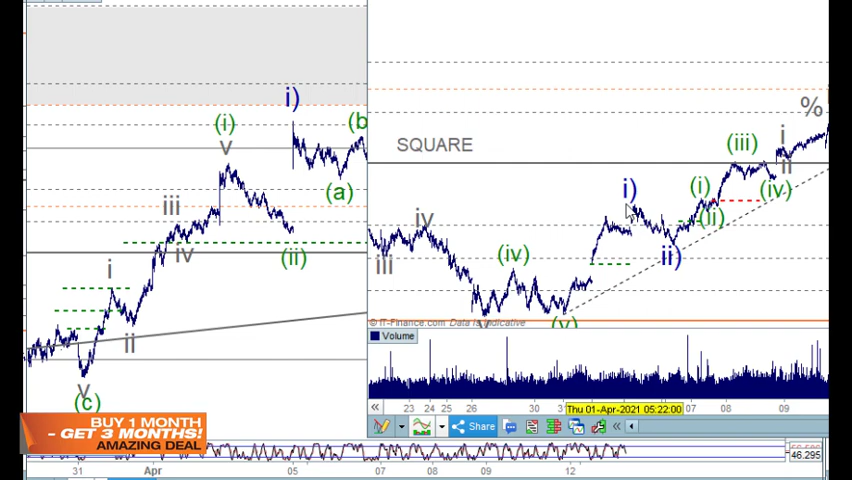 i)
(i)
v
iii
iv
(ii)
(a)
(b
i
ii
v
(c)
BUY 1 MONTH
- GET 3 MONTHS!
AMAZING DEAL
31 Apr 05 07 08 09 12
SQUARE
%
(iii)
i
ii
(iv)
i)
(i)
(ii)
ii)
iv
iii
(iv)
v
(v)
© IT-Finance.com Data is indicative
Volume
23 24 25 26 30 31 Thu 01-Apr-2021 05:22:00 07 08 09
Share
46.295